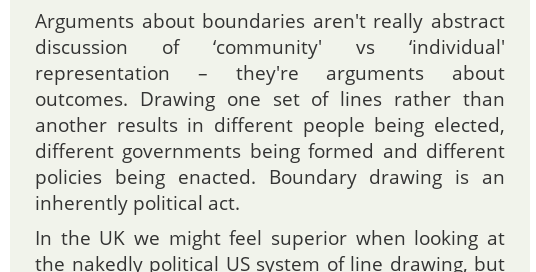 Arguments about boundaries aren't really abstract
discussion of ‘community' vs ‘individual'
representation – they're arguments about
outcomes. Drawing one set of lines rather than
another results in different people being elected,
different governments being formed and different
policies being enacted. Boundary drawing is an
inherently political act.
In the UK we might feel superior when looking at
the nakedly political US system of line drawing, but